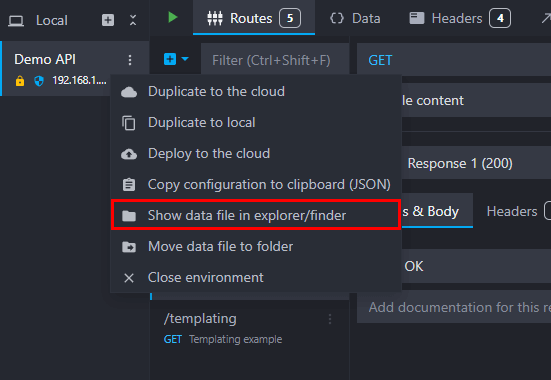 Local
Routes 5
Data
Headers 4
Demo API
192.168.1....
Filter (Ctrl+Shift+F)
GET
Duplicate to the cloud
Duplicate to local
Deploy to the cloud
Copy configuration to clipboard (JSON)
Show data file in explorer/finder
Move data file to folder
Close environment
le content
Response 1 (200)
s & Body
Headers
OK
Add documentation for this re
/templating
GET Templating example